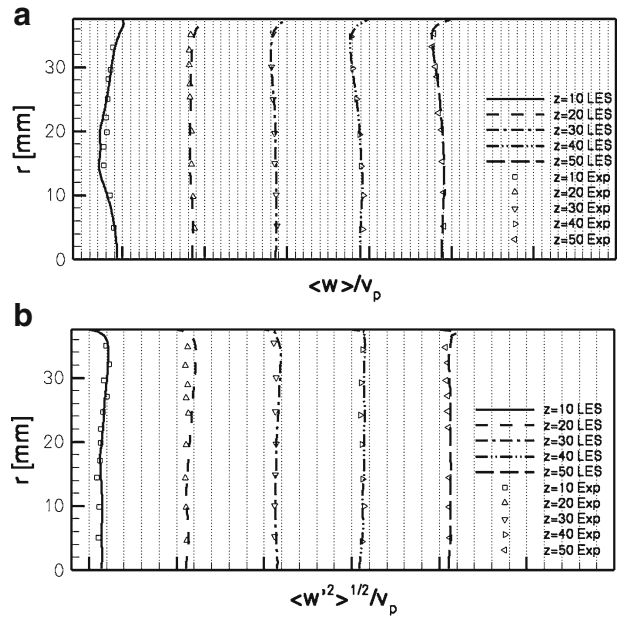 a
30
20
10
0
r [mm]
z=10 LES
z=20 LES
z=30 LES
z=40 LES
z=50 LES
z=10 Exp
z=20 Exp
z=30 Exp
z=40 Exp
z=50 Exp
<w>/vp
b
30
20
10
0
r [mm]
z=10 LES
z=20 LES
z=30 LES
z=40 LES
z=50 LES
z=10 Exp
z=20 Exp
z=30 Exp
z=40 Exp
z=50 Exp
<w'²>¹/²/vp